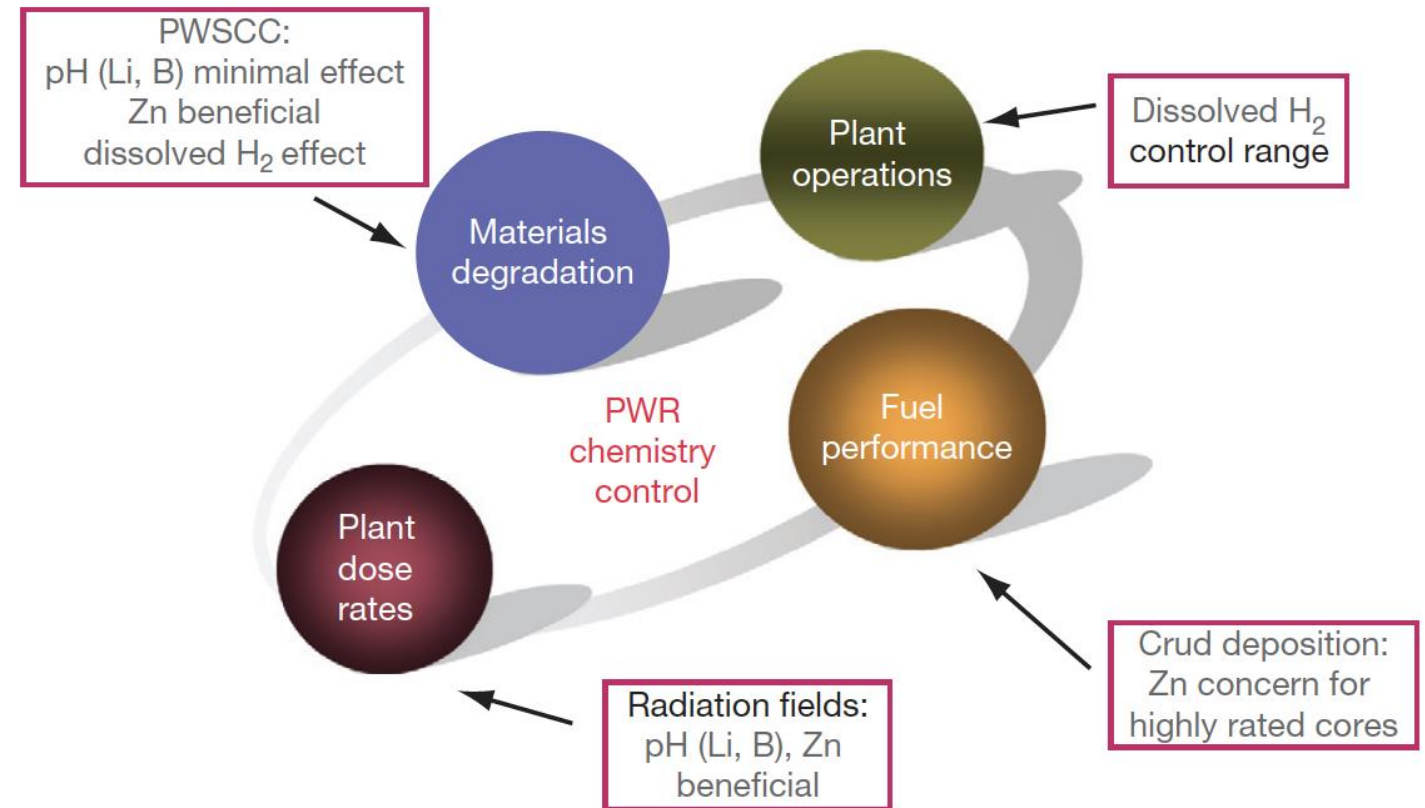 PWSCC:
pH (Li, B) minimal effect
Zn beneficial
dissolved H₂ effect
Plant
operations
Dissolved H₂
control range
Materials
degradation
PWR
chemistry
control
Fuel
performance
Plant
dose
rates
Radiation fields:
pH (Li, B), Zn
beneficial
Crud deposition:
Zn concern for
highly rated cores